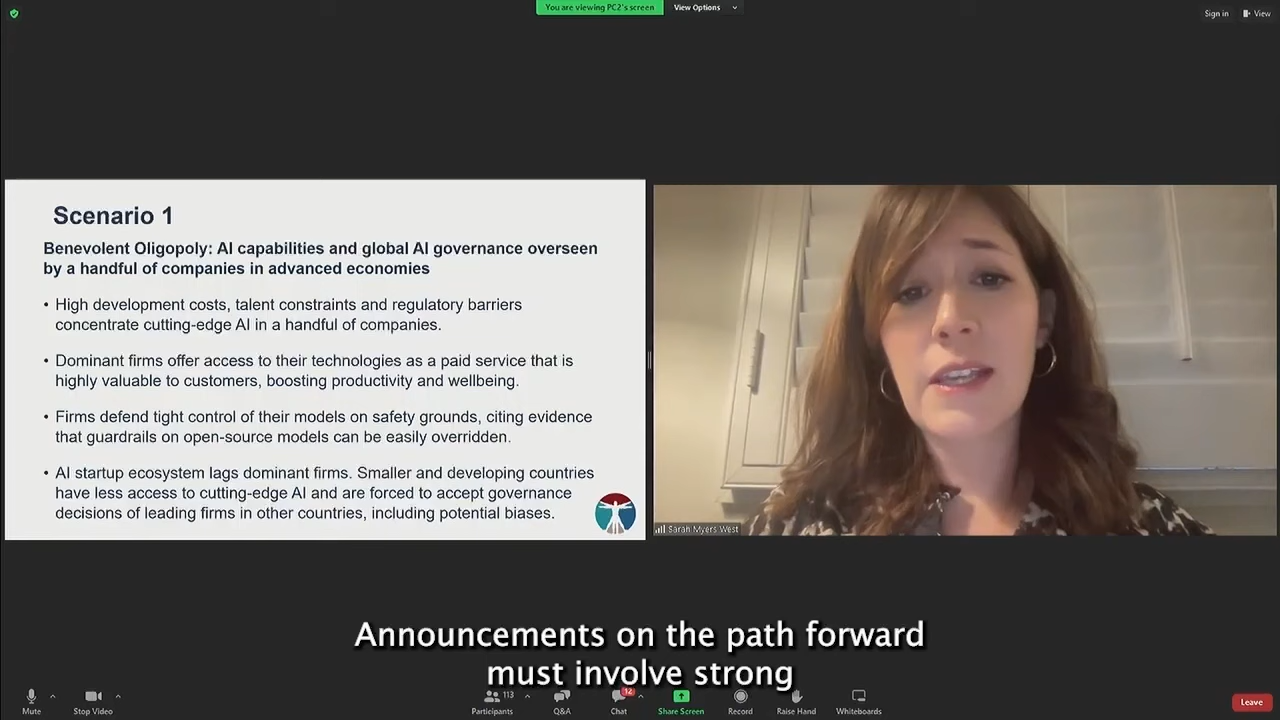 You are viewing PC2's screen
View Options
Sign in
View
Scenario 1
Benevolent Oligopoly: AI capabilities and global AI governance overseen
by a handful of companies in advanced economies
• High development costs, talent constraints and regulatory barriers
concentrate cutting-edge AI in a handful of companies.
• Dominant firms offer access to their technologies as a paid service that is
highly valuable to customers, boosting productivity and wellbeing.
• Firms defend tight control of their models on safety grounds, citing evidence
that guardrails on open-source models can be easily overridden.
• AI startup ecosystem lags dominant firms. Smaller and developing countries
have less access to cutting-edge AI and are forced to accept governance
decisions of leading firms in other countries, including potential biases.
Sarah Myers West
Announcements on the path forward
must involve strong
Mute
Stop Video
Participants
113
Q&A
Chat
12
Share Screen
Record
Raise Hand
Whiteboards
Leave